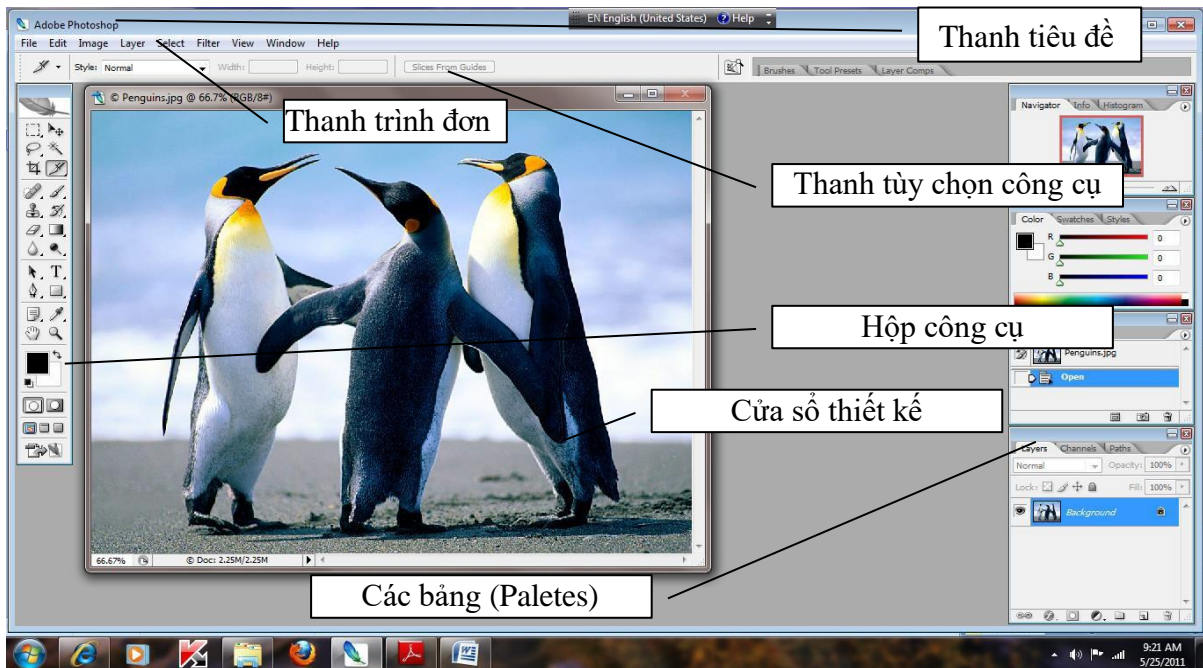 Adobe Photoshop
EN English (United States) Help
Thanh tiêu đề
File Edit Image Layer Select Filter View Window Help
Style: Normal Width: Height: Slices From Guides
Brushes Tool Presets Layer Comps
© Penguins.jpg @ 66.7% (RGB/8#)
Thanh trình đơn
Navigator Info Histogram
Thanh tùy chọn công cụ
Color Swatches Styles
R 0
G 0
B 0
Hộp công cụ
Penguins.jpg
Open
Cửa sổ thiết kế
Layers Channels Paths
Normal Opacity: 100%
Lock: Fill: 100%
Background
66.67% © Doc: 2.25M/2.25M
Các bảng (Paletes)
9:21 AM
5/25/2011